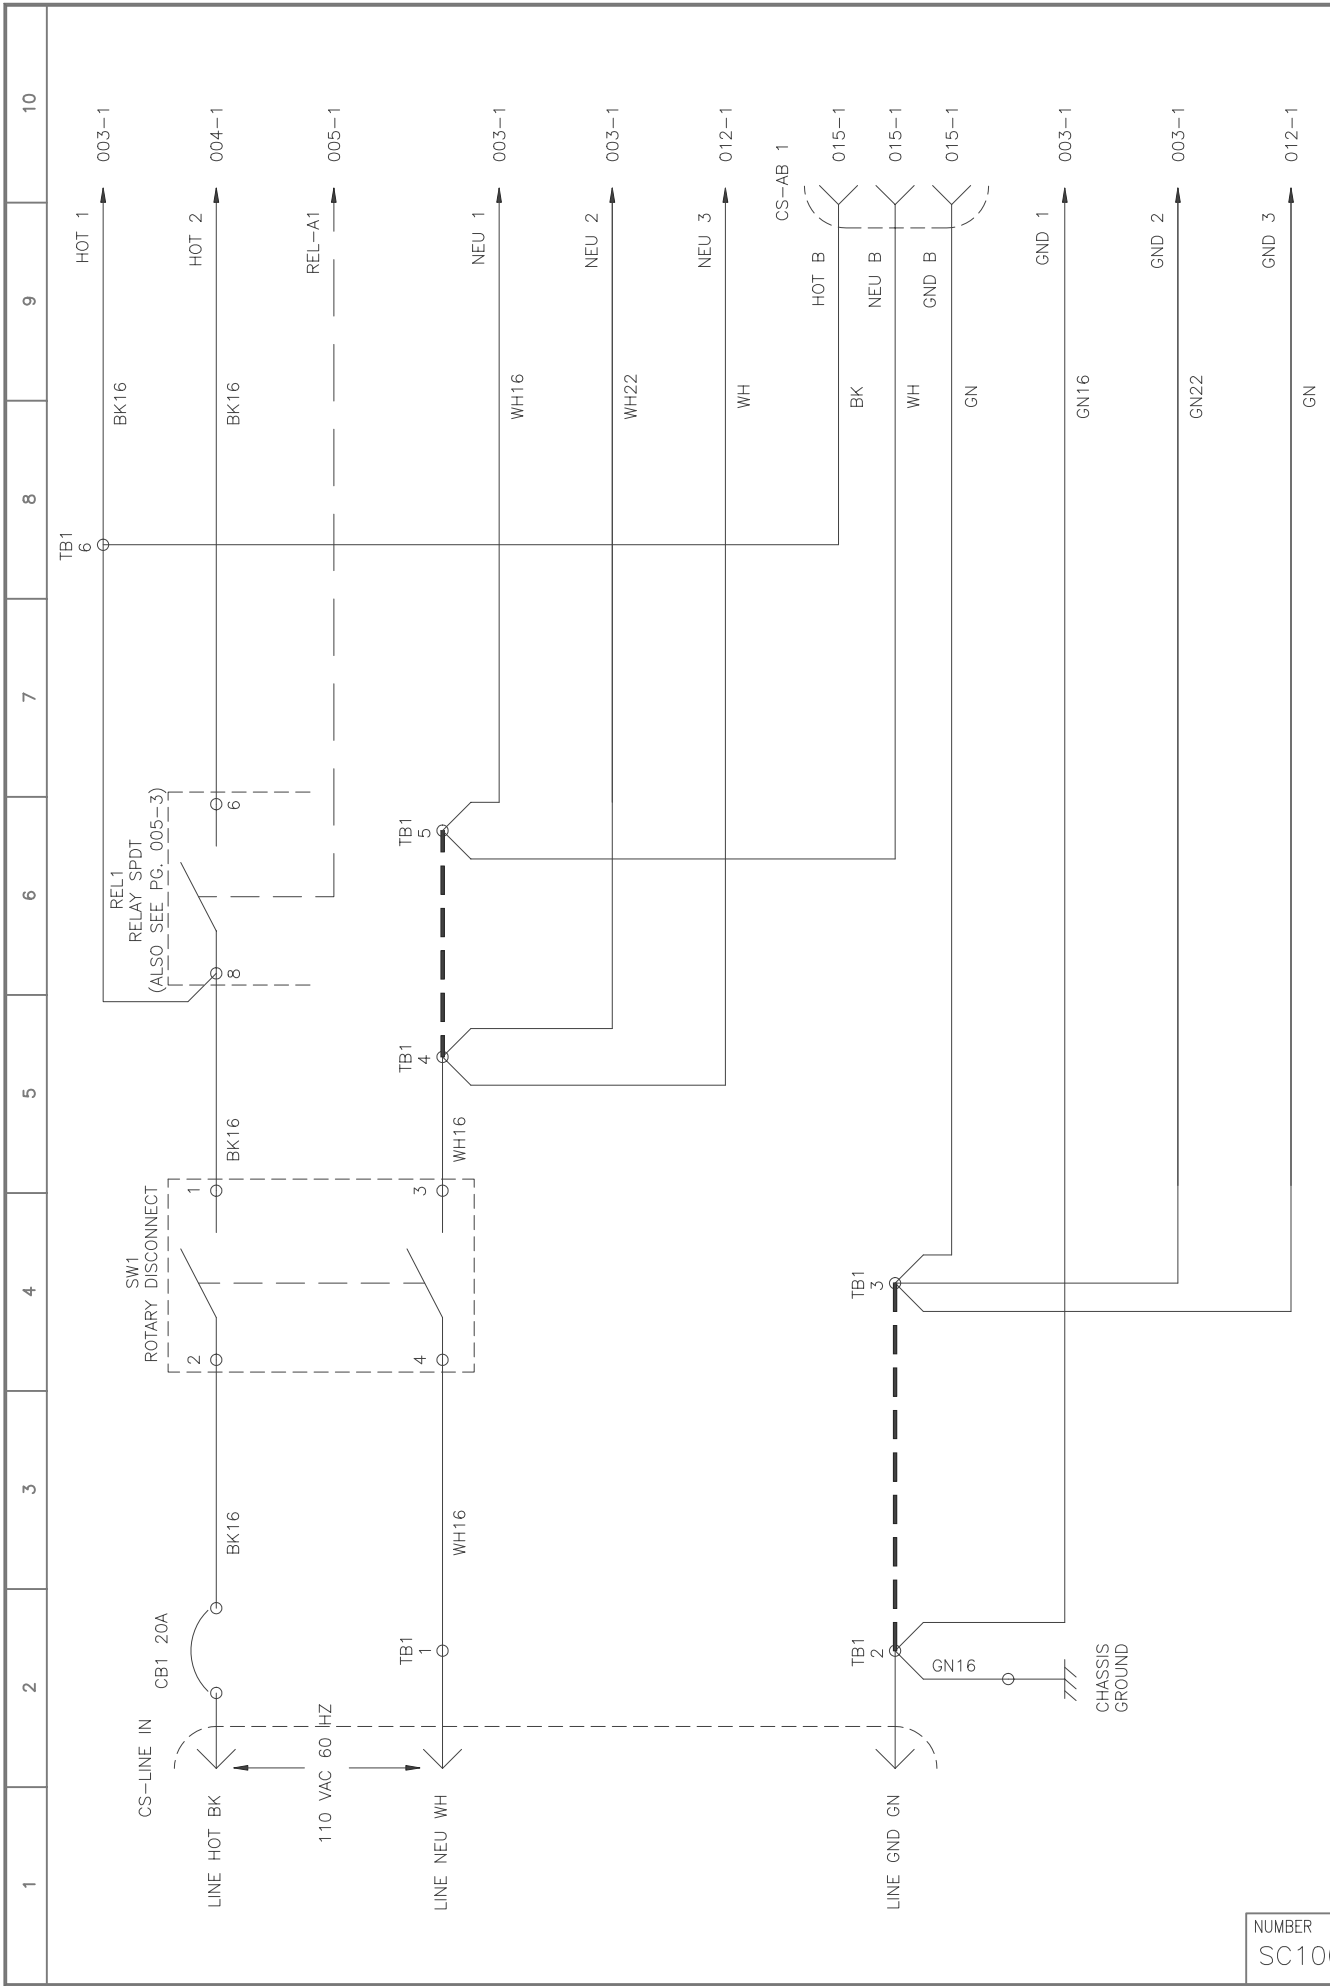 10
9
8
7
6
5
4
3
2
1
003-1
004-1
005-1
003-1
003-1
012-1
CS-AB 1
015-1
015-1
015-1
003-1
003-1
012-1
HOT 1
HOT 2
REL-A1
NEU 1
NEU 2
NEU 3
HOT B
NEU B
GND B
GND 1
GND 2
GND 3
BK16
BK16
WH16
WH22
WH
BK
WH
GN
GN16
GN22
GN
TB1
6
REL1
RELAY SPDT
(ALSO SEE PG. 005-3)
6
8
TB1
5
TB1
4
BK16
WH16
SW1
ROTARY DISCONNECT
1
3
2
4
TB1
3
BK16
WH16
CB1 20A
TB1
1
TB1
2
GN16
CHASSIS
GROUND
CS-LINE IN
110 VAC 60 HZ
LINE HOT BK
LINE NEU WH
LINE GND GN
NUMBER